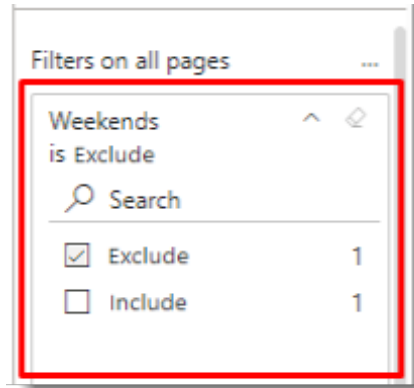 Filters on all pages ...
Weekends
is Exclude
Search
Exclude 1
Include 1